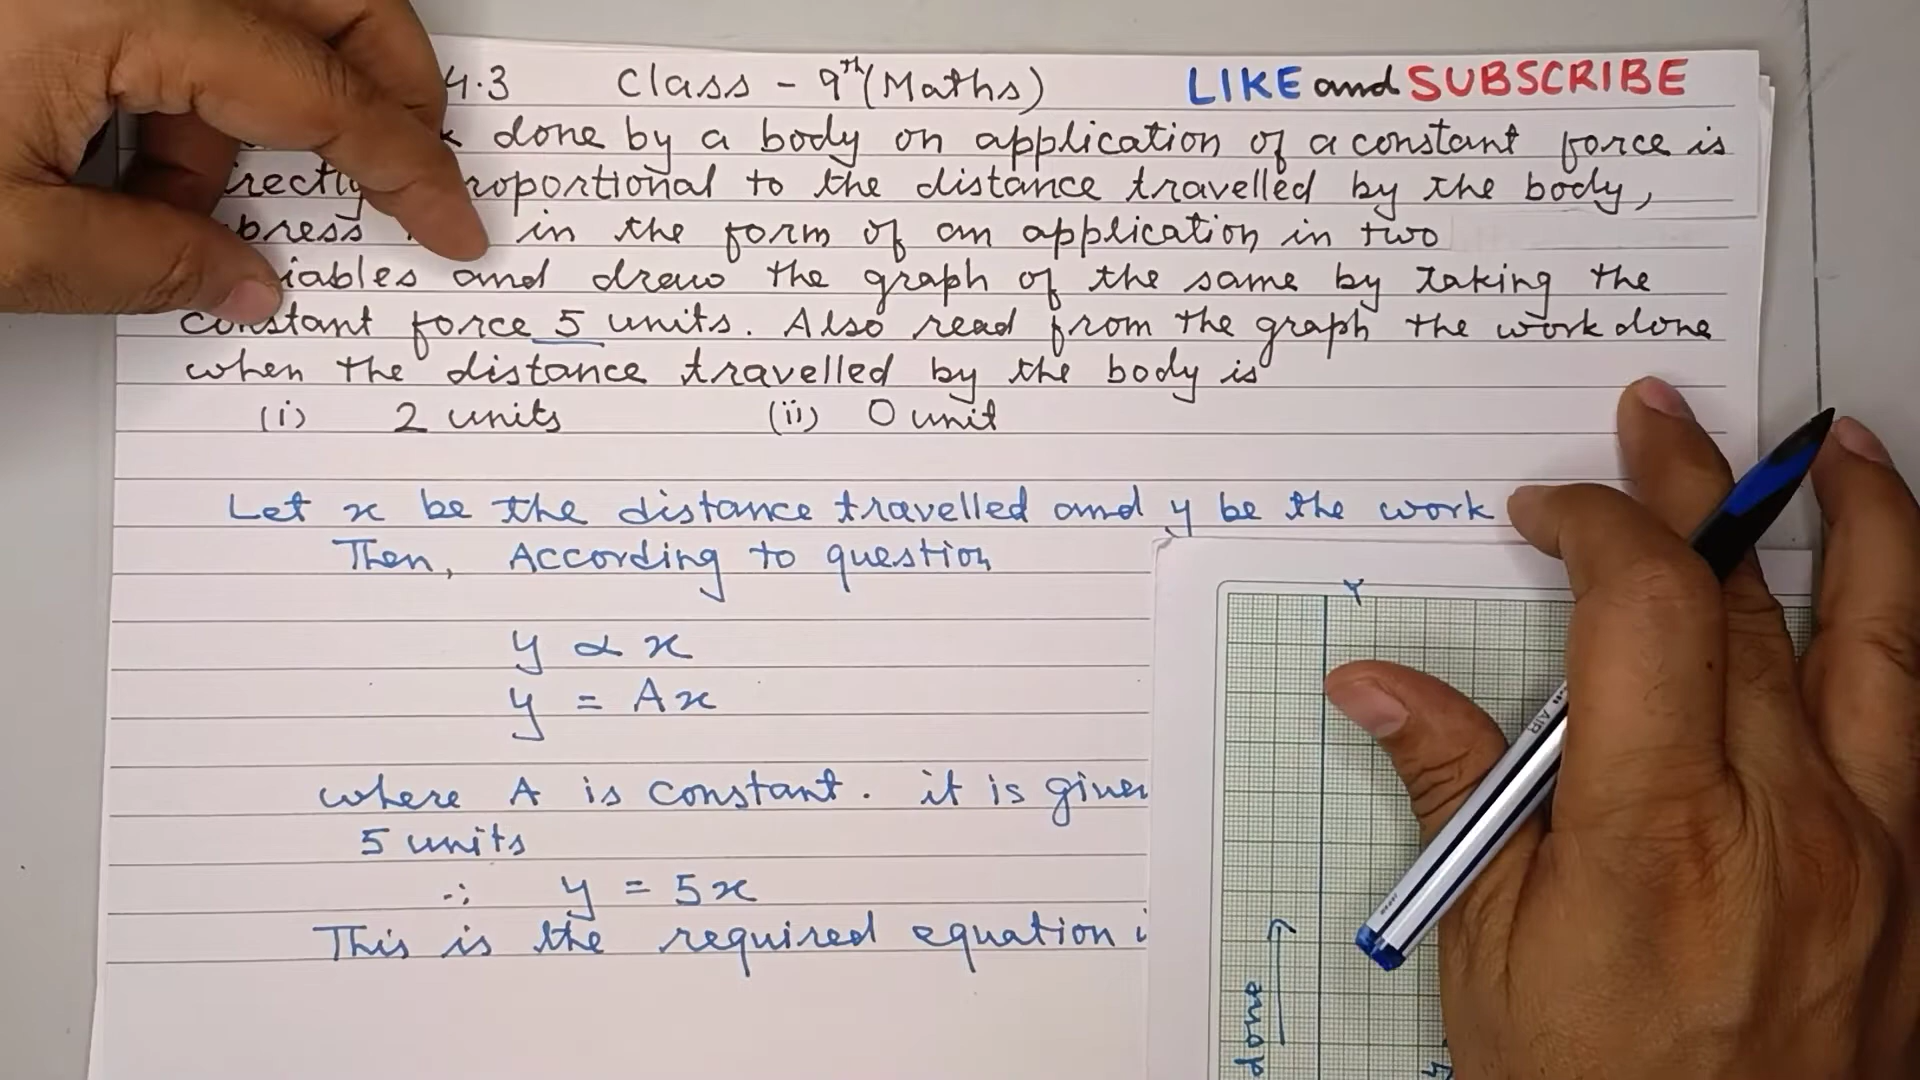 4.3 Class - 9th (Maths) LIKE and SUBSCRIBE
done by a body on application of a constant force is
to the distance travelled by the body,
in the form of an application in two
and draw the graph of the same by taking the
constant force 5 units. Also read from the graph the work done
when the distance travelled by the body is
(i) 2 units (ii) 0 unit
Let x be the distance travelled and y be the work
Then, According to question
y ∝ x
y = Ax
where A is constant. it is given
5 units
∴ y = 5x
This is the required equation
Y
done
5
AIR